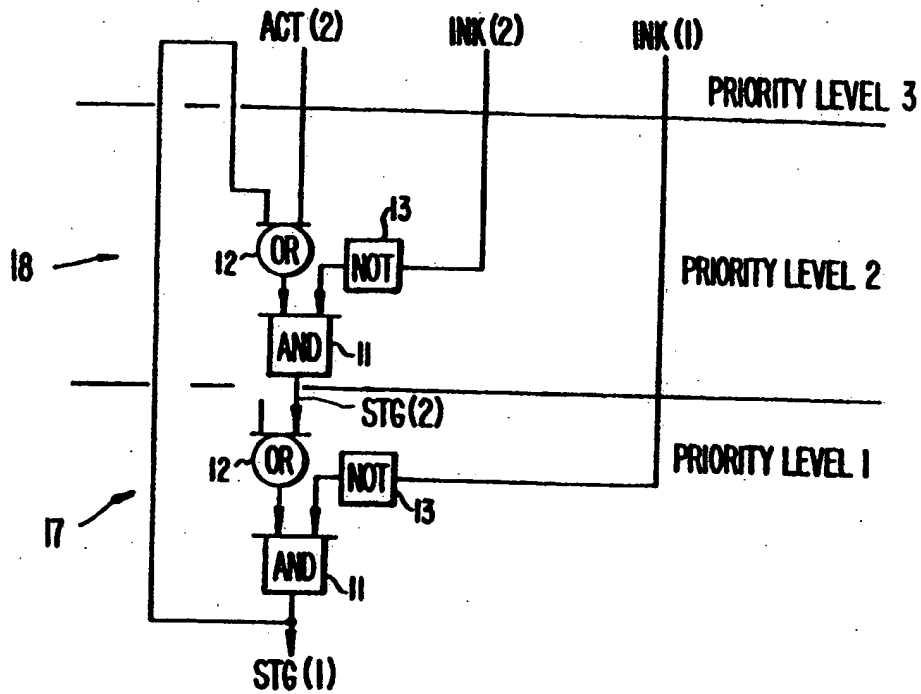 ACT(2) INK(2) INK(1)
PRIORITY LEVEL 3
13
12 OR NOT
18
PRIORITY LEVEL 2
AND 11
STG(2)
PRIORITY LEVEL 1
12 OR NOT
13
17
AND 11
STG(1)